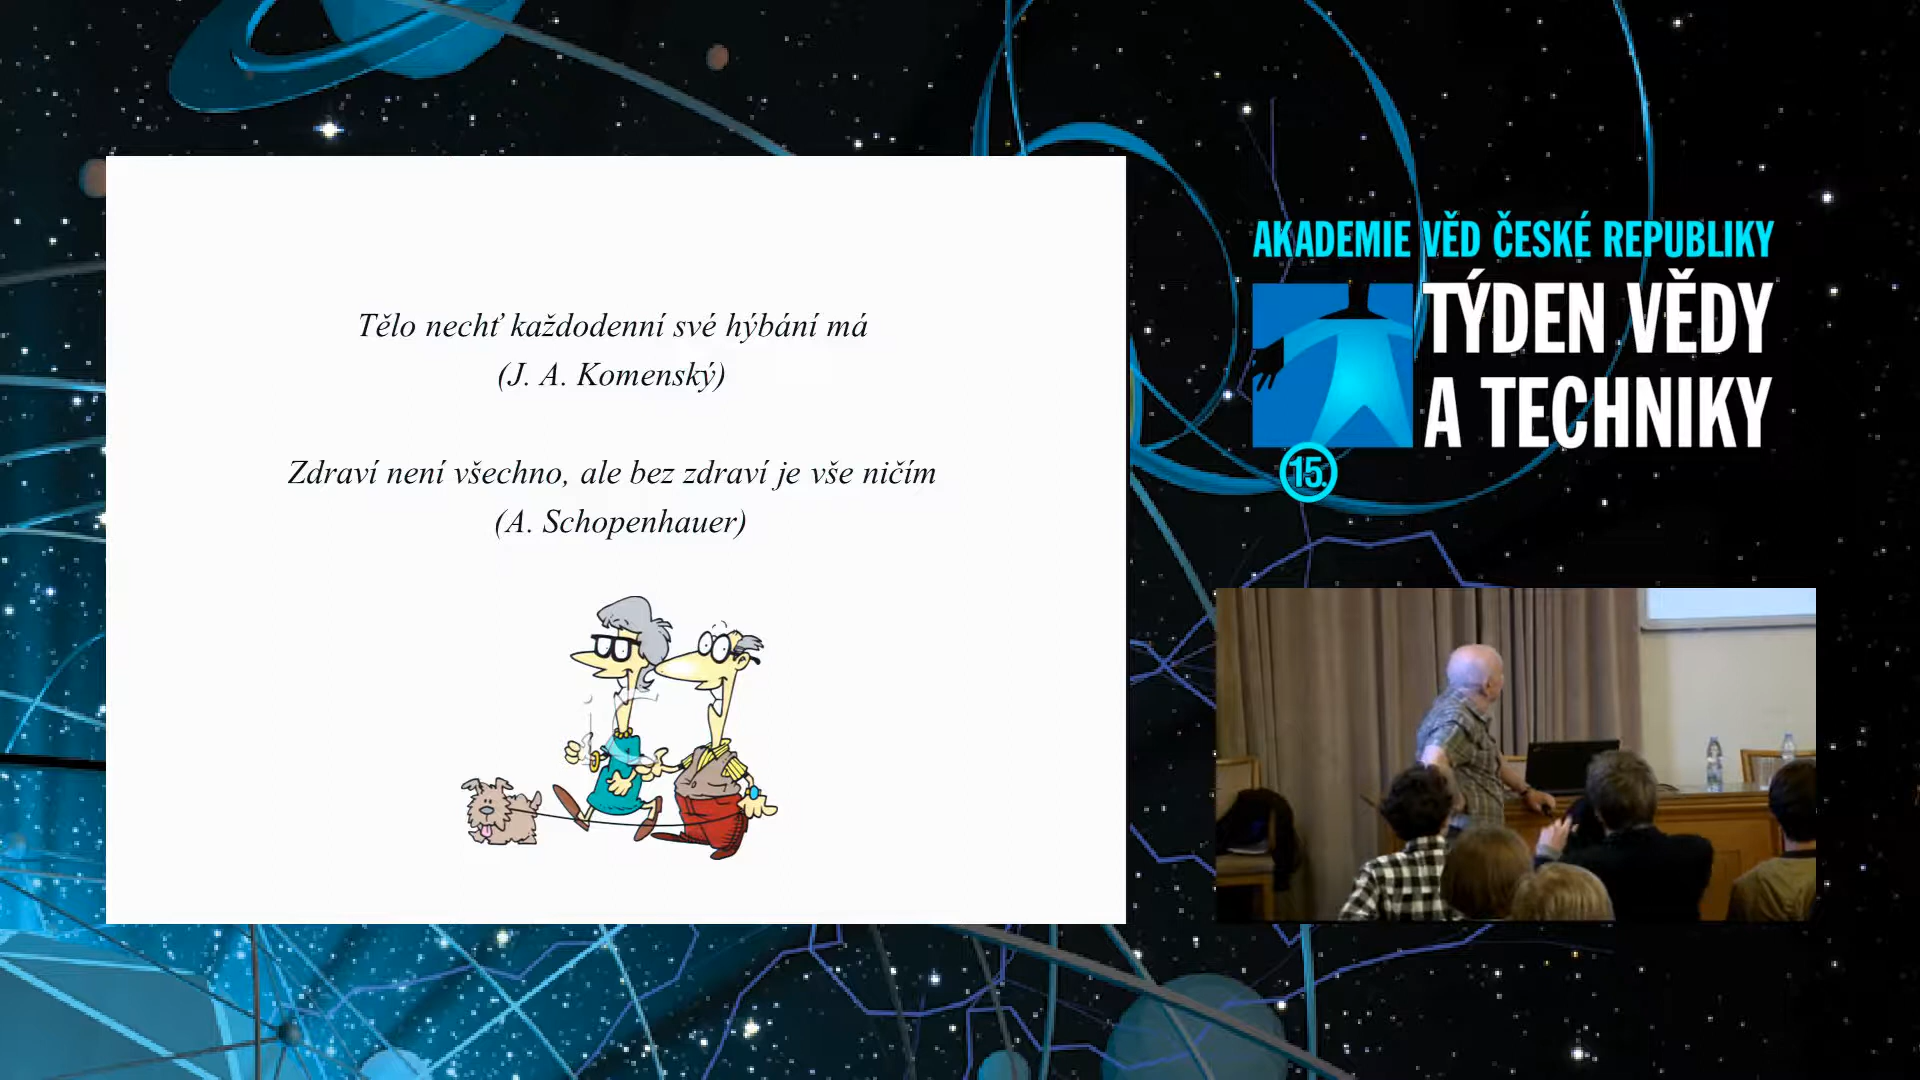 Tělo nechť každodenní své hýbání má
(J. A. Komenský)
Zdraví není všechno, ale bez zdraví je vše ničím
(A. Schopenhauer)
AKADEMIE VĚD ČESKÉ REPUBLIKY
TÝDEN VĚDY
A TECHNIKY
15.